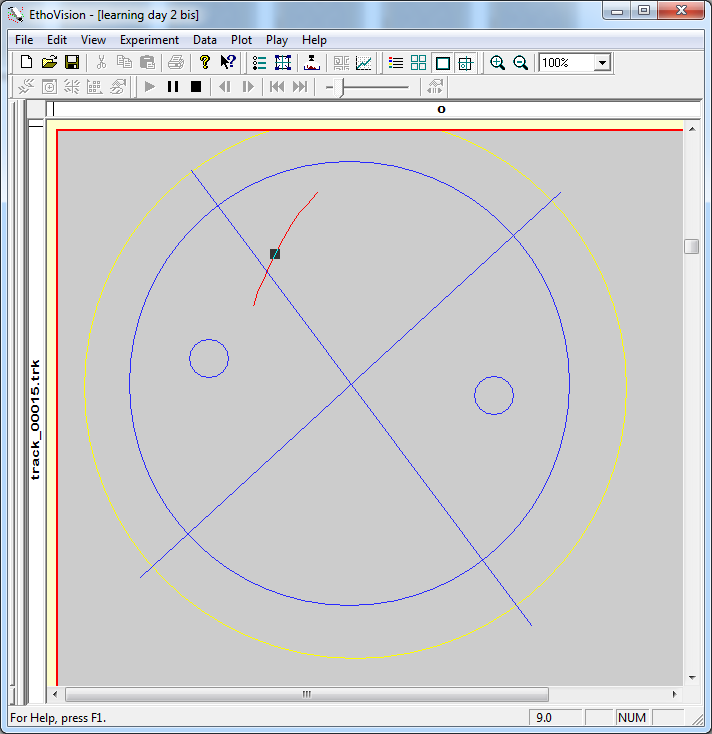 EthoVision - [learning day 2 bis]
File Edit View Experiment Data Plot Play Help
100%
o
track_00015.trk
For Help, press F1.
9.0
NUM